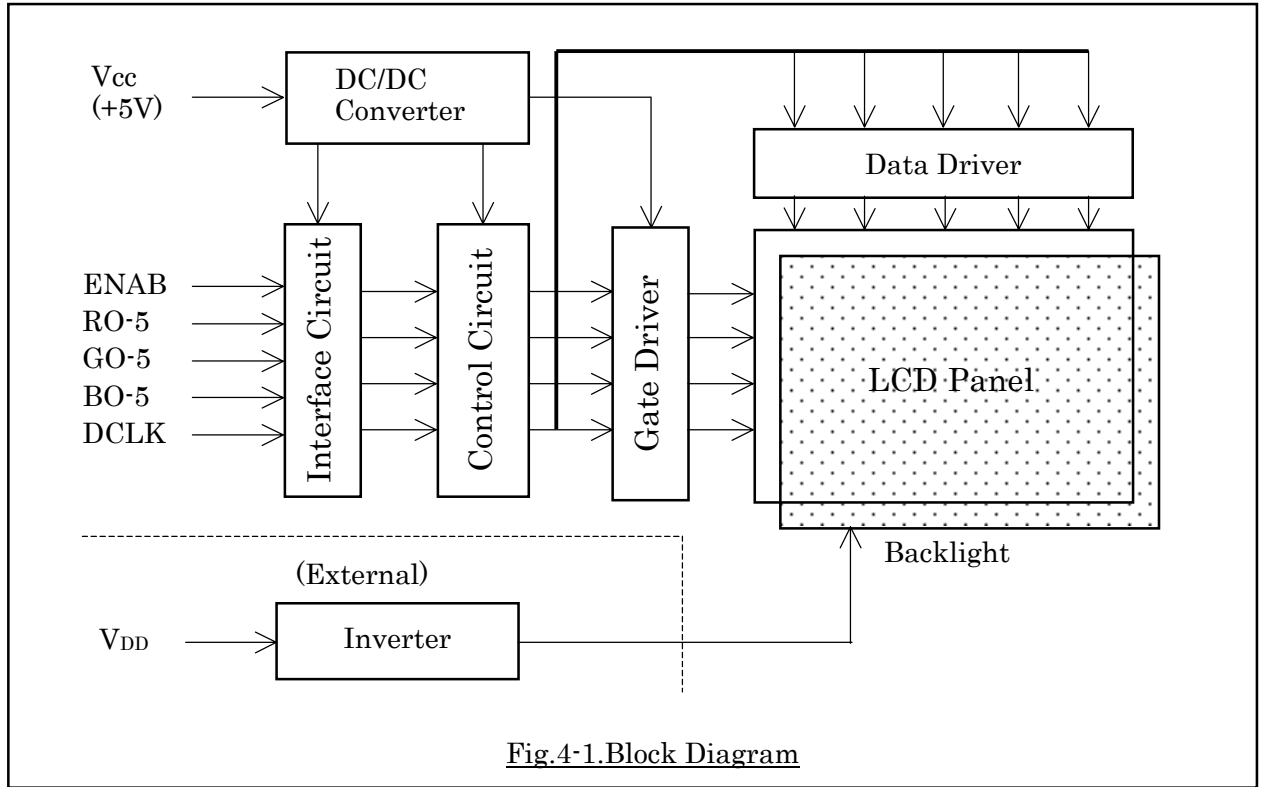 Vcc
(+5V)
DC/DC
Converter
Data Driver
ENAB
RO-5
GO-5
BO-5
DCLK
Interface Circuit
Control Circuit
Gate Driver
LCD Panel
Backlight
(External)
VDD
Inverter
Fig.4-1.Block Diagram